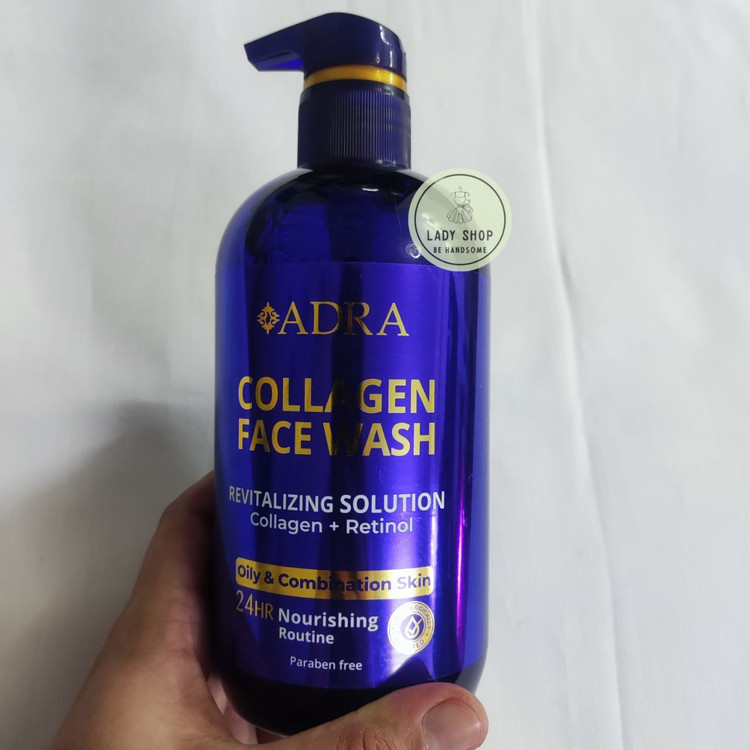 LADY SHOP
BE HANDSOME
ADRA
COLLAGEN
FACE WASH
REVITALIZING SOLUTION
Collagen + Retinol
Oily & Combination Skin
24HR Nourishing
Routine
Paraben free